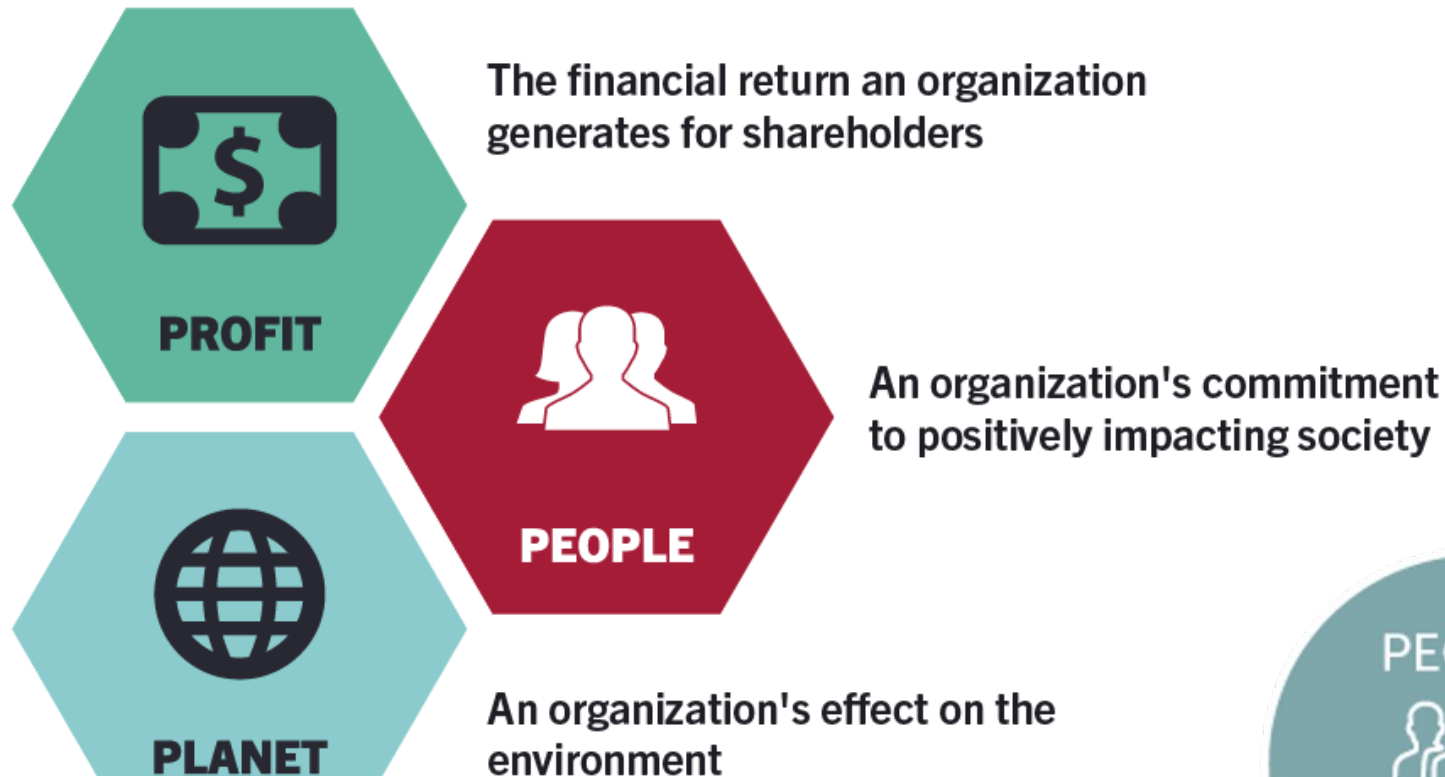 The financial return an organization
generates for shareholders
$
PROFIT
An organization's commitment
to positively impacting society
PEOPLE
An organization's effect on the
environment
PLANET